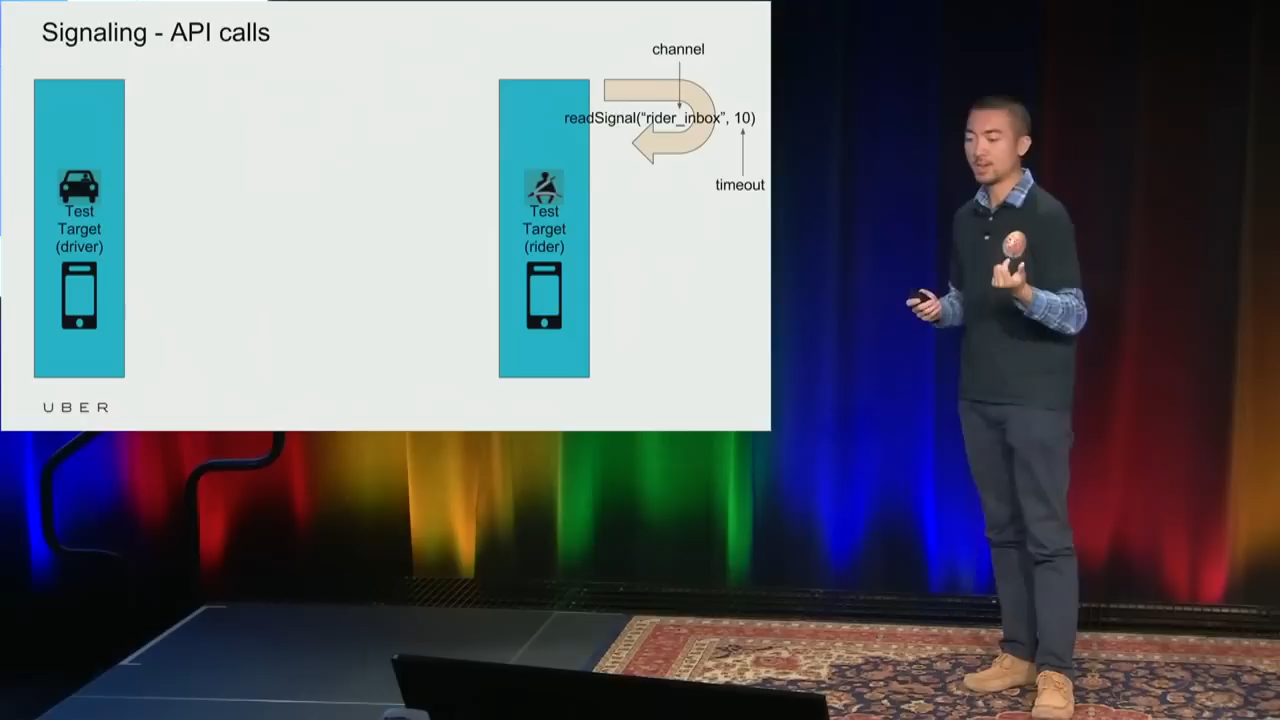 Signaling - API calls
channel
readSignal("rider_inbox", 10)
timeout
Test
Target
(driver)
Test
Target
(rider)
UBER